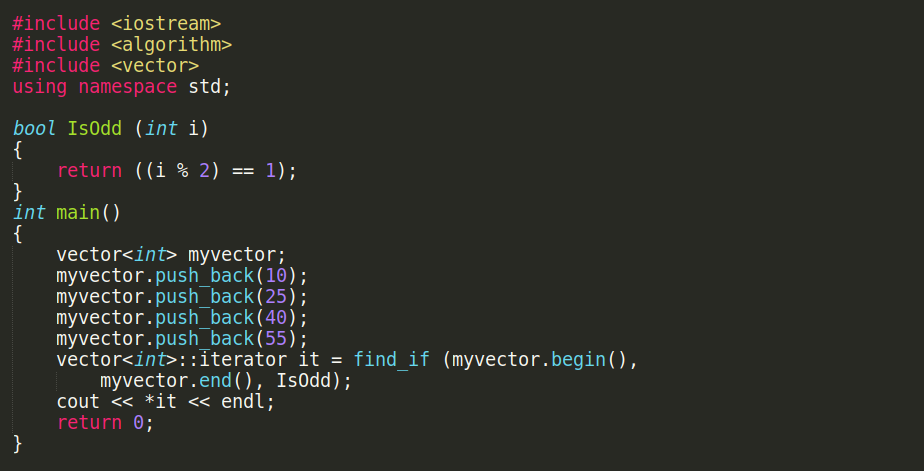 #include <iostream>
#include <algorithm>
#include <vector>
using namespace std;

bool IsOdd (int i)
{
    return ((i % 2) == 1);
}
int main()
{
    vector<int> myvector;
    myvector.push_back(10);
    myvector.push_back(25);
    myvector.push_back(40);
    myvector.push_back(55);
    vector<int>::iterator it = find_if (myvector.begin(),
        myvector.end(), IsOdd);
    cout << *it << endl;
    return 0;
}